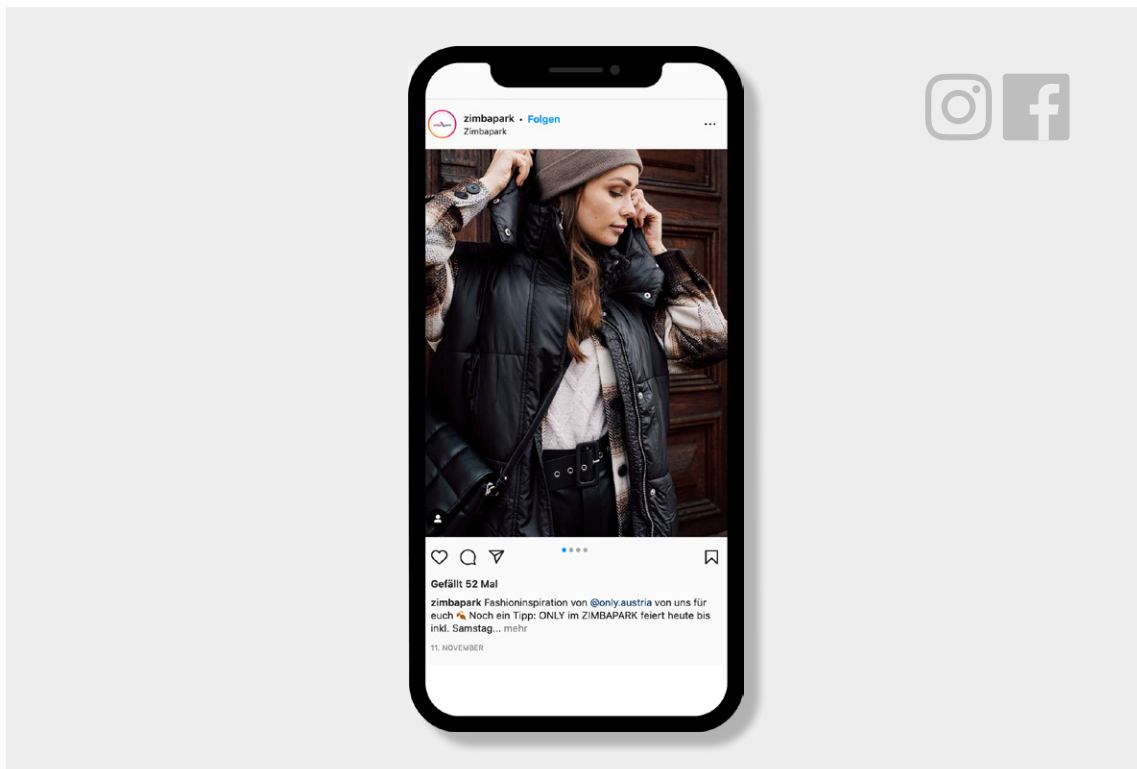 zimbapark • Folgen
Zimbapark
Gefällt 52 Mal
zimbapark Fashioninspiration von @only.austria von uns für
euch 🍂 Noch ein Tipp: ONLY im ZIMBAPARK feiert heute bis
inkl. Samstag... mehr
11. NOVEMBER